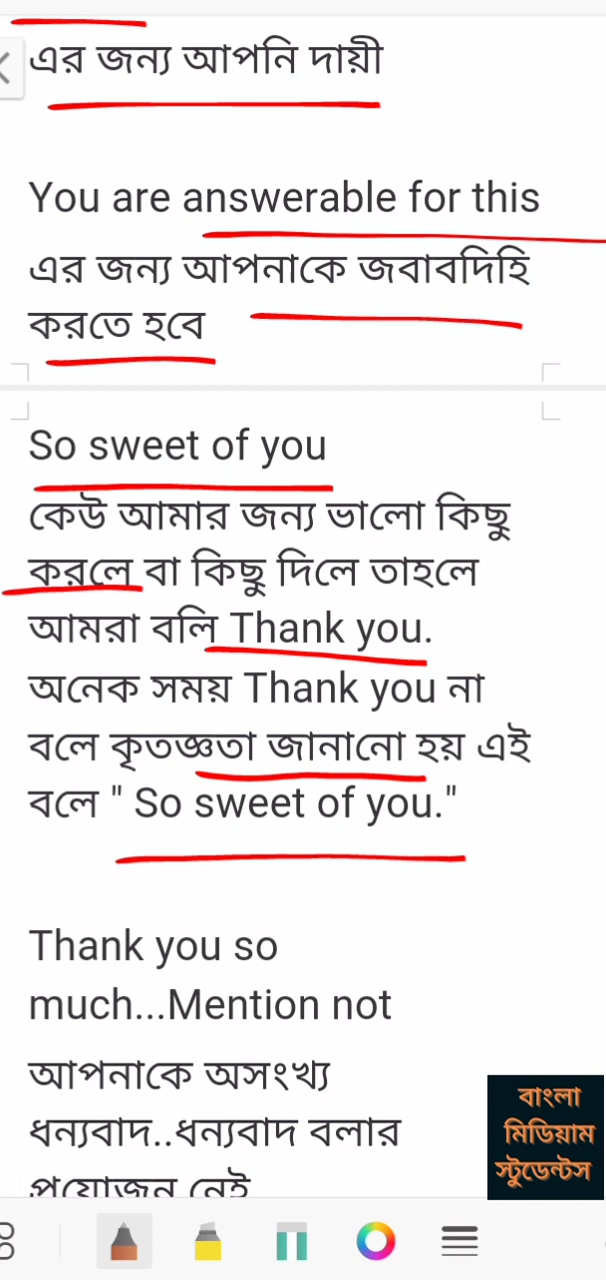 এর জন্য আপনি দায়ী
You are answerable for this
এর জন্য আপনাকে জবাবদিহি
করতে হবে
So sweet of you
কেউ আমার জন্য ভালো কিছু
করলে বা কিছু দিলে তাহলে
আমরা বলি Thank you.
অনেক সময় Thank you না
বলে কৃতজ্ঞতা জানানো হয় এই
বলে " So sweet of you."
Thank you so
much...Mention not
আপনাকে অসংখ্য
ধন্যবাদ..ধন্যবাদ বলার
প্রয়োজন নেই
বাংলা
মিডিয়াম
স্টুডেন্টস